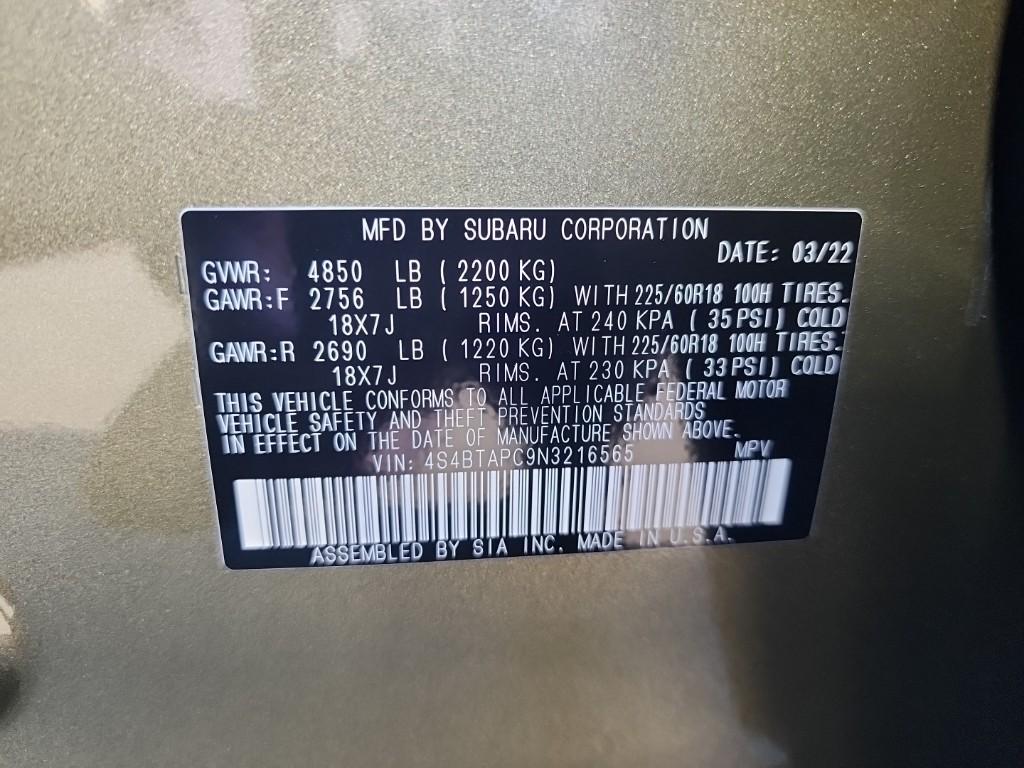 MFD BY SUBARU CORPORATION
DATE: 03/22
GVWR: 4850 LB ( 2200 KG)
GAWR:F 2756 LB ( 1250 KG) WITH 225/60R18 100H TIRES.
18X7J RIMS. AT 240 KPA ( 35 PSI) COLD
GAWR:R 2690 LB ( 1220 KG) WITH 225/60R18 100H TIRES.
18X7J RIMS. AT 230 KPA ( 33 PSI) COLD
THIS VEHICLE CONFORMS TO ALL APPLICABLE FEDERAL MOTOR
VEHICLE SAFETY AND THEFT PREVENTION STANDARDS
IN EFFECT ON THE DATE OF MANUFACTURE SHOWN ABOVE.
VIN: 4S4BTAPC9N3216565 MPV
ASSEMBLED BY SIA INC. MADE IN U.S.A.